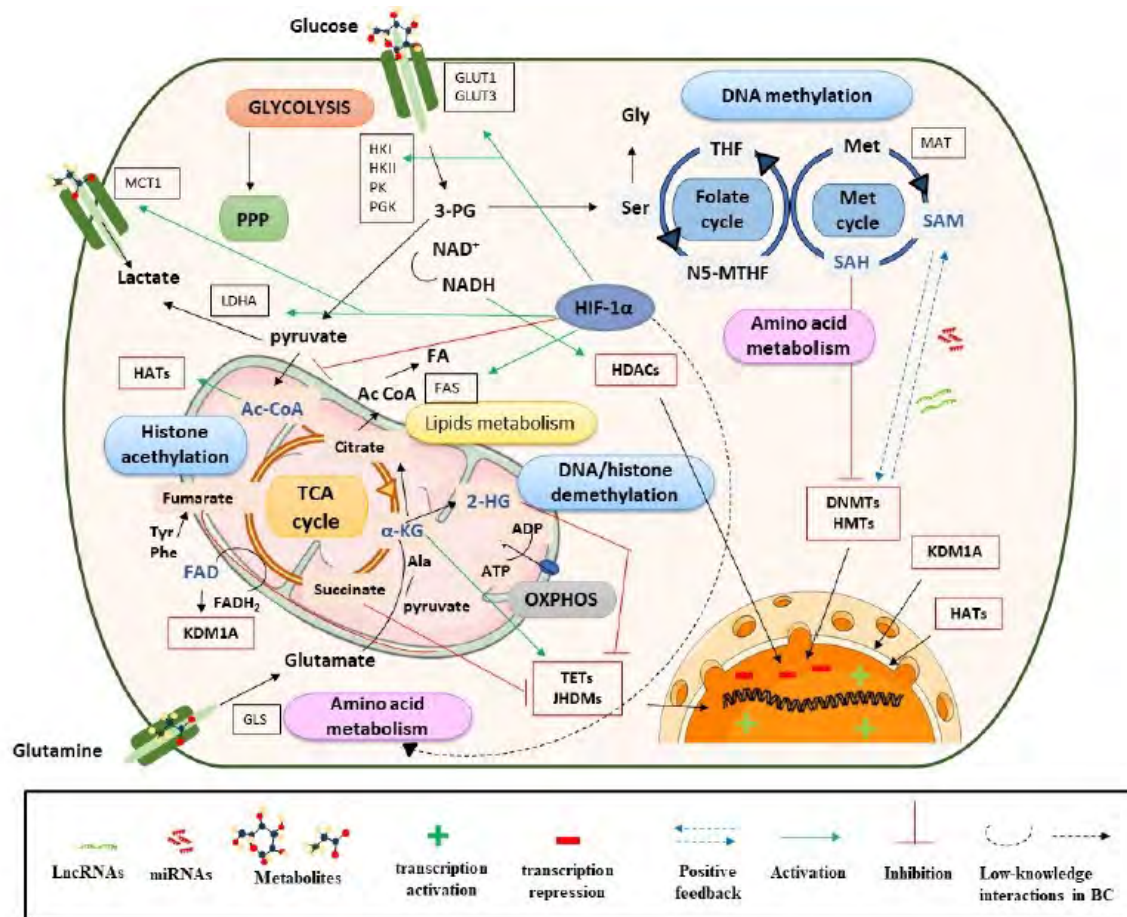 Glucose
GLUT1
GLUT3
GLYCOLYSIS
DNA methylation
Gly
HKI
HKII
PK
PGK
THF
Met
MAT
MCT1
PPP
3-PG
Ser
Folate
cycle
Met
cycle
SAM
NAD⁺
NADH
N5-MTHF
SAH
Lactate
LDHA
HIF-1α
pyruvate
Amino acid
metabolism
FA
HATs
Ac CoA
FAS
HDACs
Ac-CoA
Lipids metabolism
Histone
acethylation
Citrate
DNA/histone
demethylation
Fumarate
TCA
cycle
2-HG
DNMTs
HMTs
α-KG
ADP
Tyr
Phe
KDM1A
FAD
Ala
ATP
FADH₂
Succinate
pyruvate
OXPHOS
HATs
KDM1A
Glutamate
TETs
JHDMs
GLS
Amino acid
metabolism
Glutamine
LncRNAs
miRNAs
Metabolites
transcription
activation
transcription
repression
Positive
feedback
Activation
Inhibition
Low-knowledge
interactions in BC